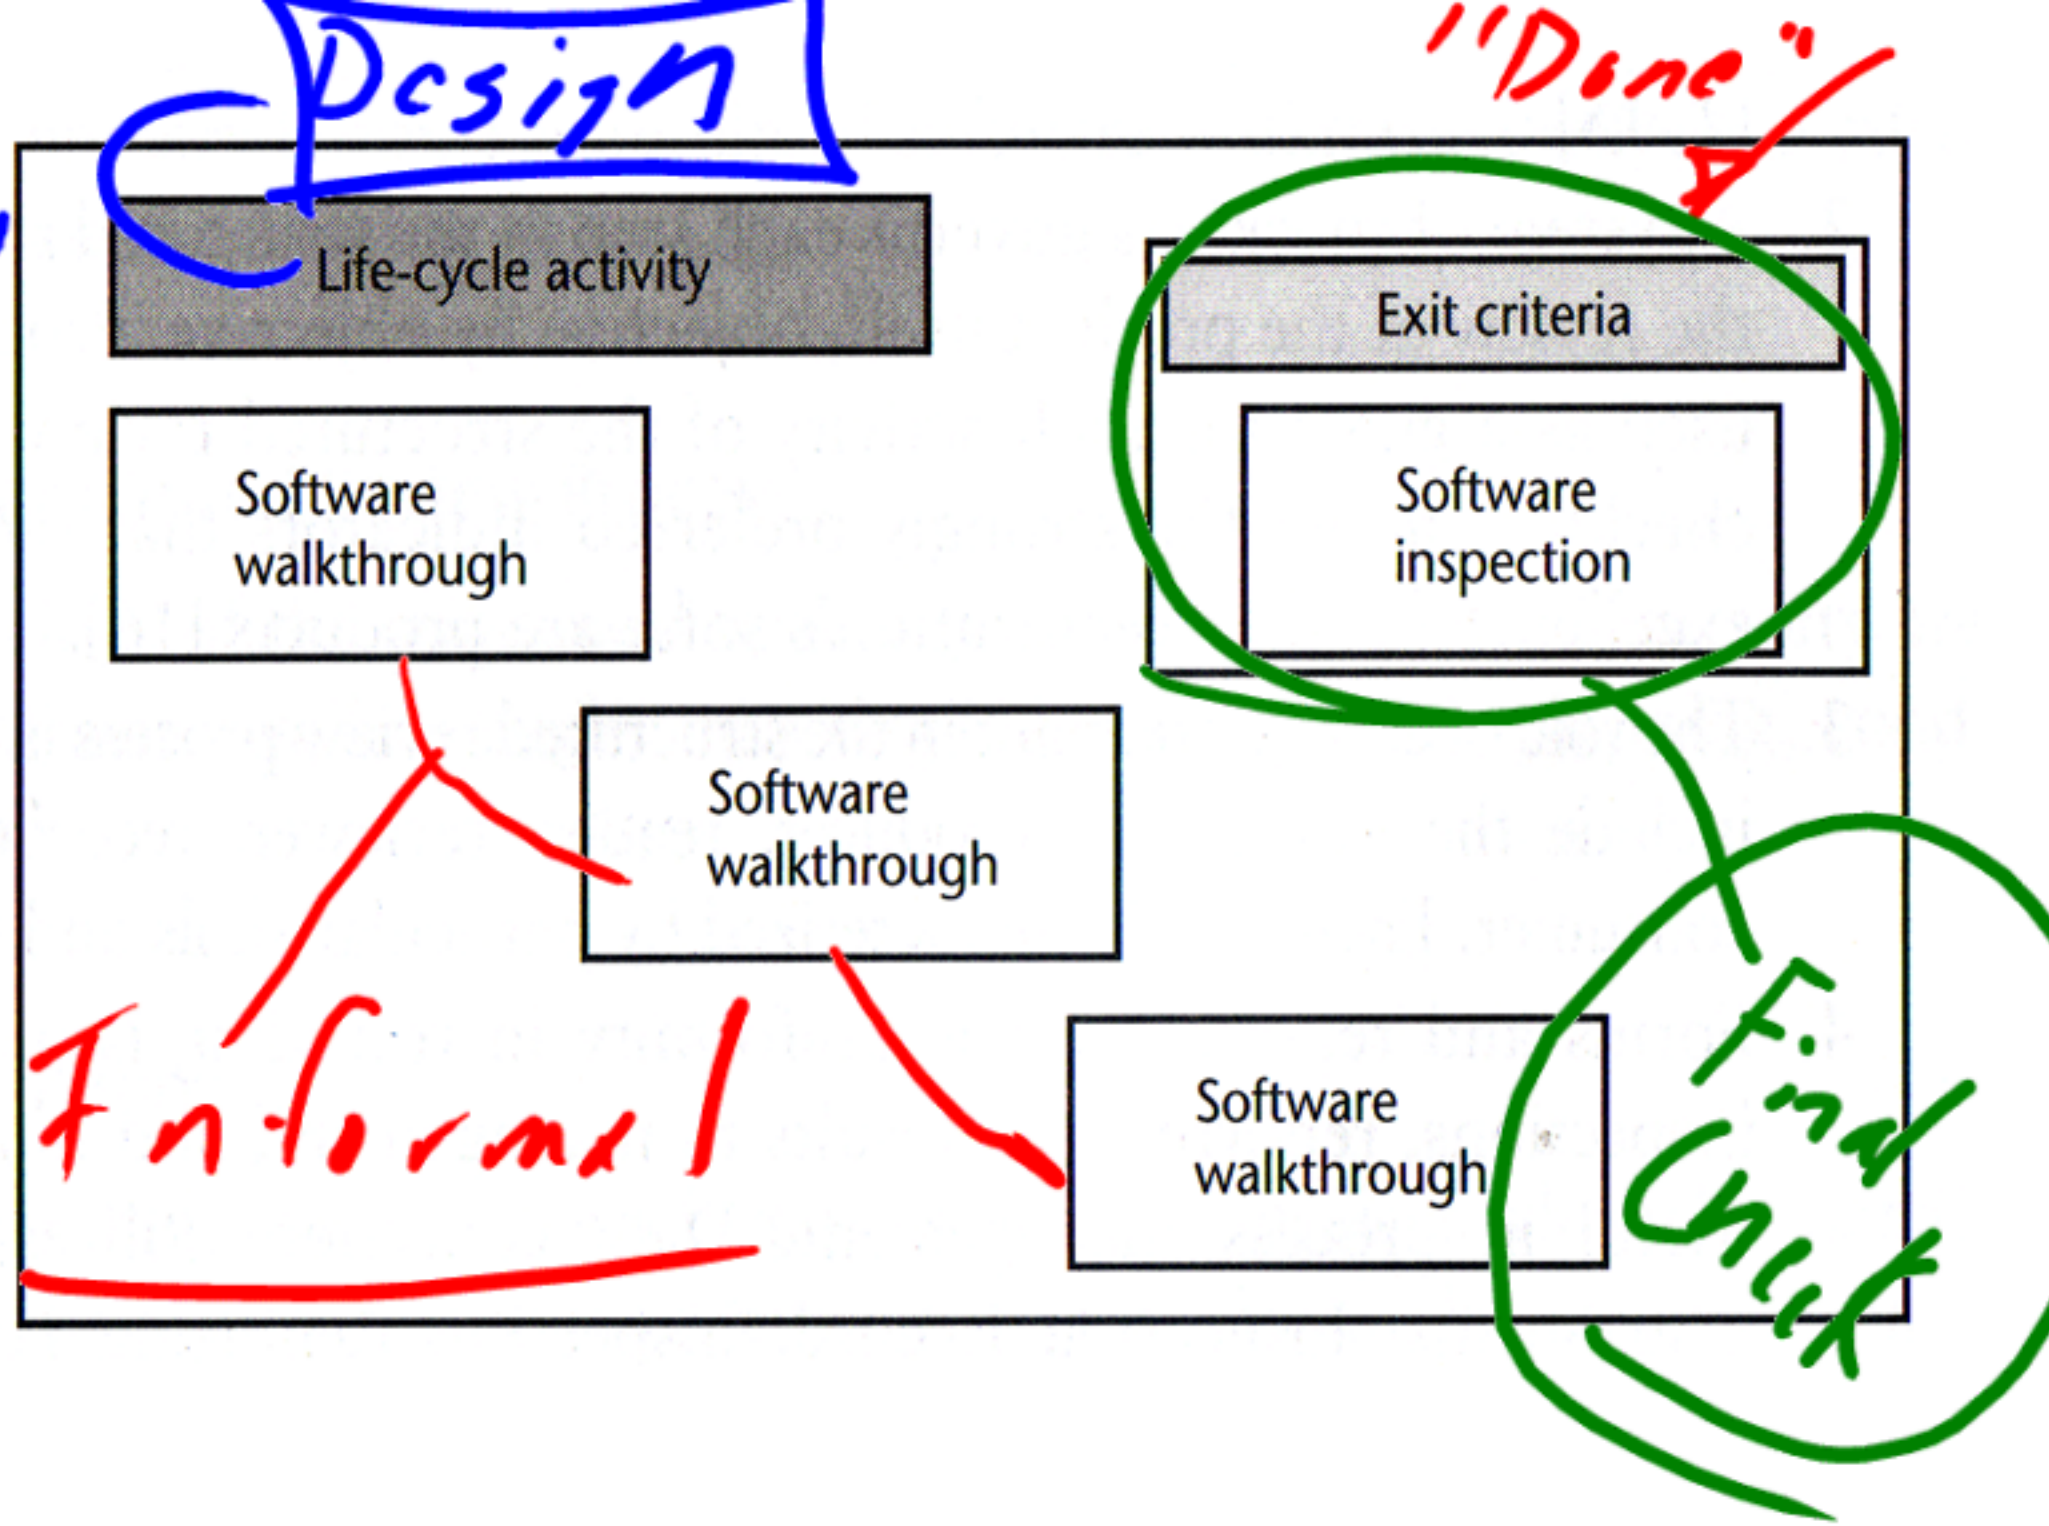 Design
"Done"
Life-cycle activity
Exit criteria
Software
walkthrough
Software
inspection
Software
walkthrough
Informal
Software
walkthrough
Final
Check